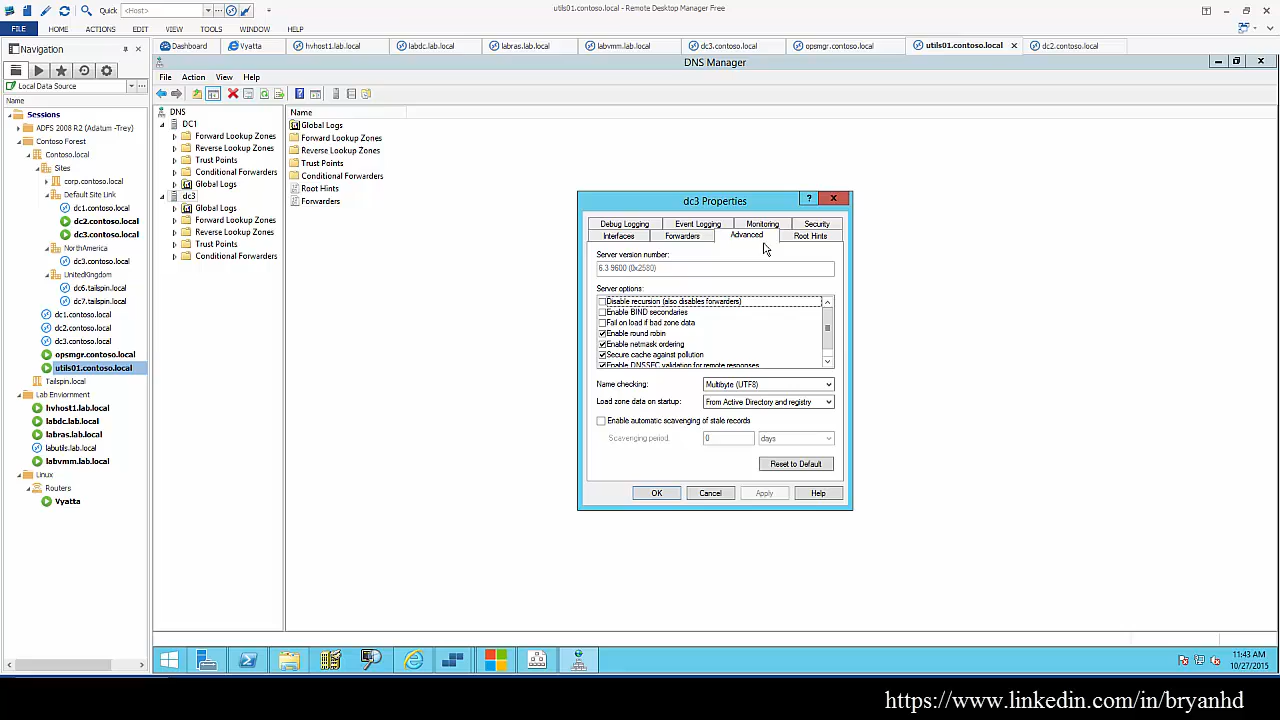 Quick <Host> utils01.contoso.local - Remote Desktop Manager Free
FILE HOME ACTIONS EDIT VIEW TOOLS WINDOW HELP
Navigation
Dashboard Vyatta hvhost1.lab.local labdc.lab.local labras.lab.local labvmm.lab.local dc3.contoso.local opsmgr.contoso.local utils01.contoso.local dc2.contoso.local
DNS Manager
File Action View Help
Local Data Source
Name
Sessions
ADFS 2008 R2 (Adatum -Trey)
Contoso Forest
Contoso.local
Sites
corp.contoso.local
Default Site Link
dc1.contoso.local
dc2.contoso.local
dc3.contoso.local
NorthAmerica
dc3.contoso.local
UnitedKingdom
dc6.tailspin.local
dc7.tailspin.local
dc1.contoso.local
dc2.contoso.local
dc3.contoso.local
opsmgr.contoso.local
utils01.contoso.local
Tailspin.local
Lab Enviornment
hvhost1.lab.local
labdc.lab.local
labras.lab.local
labutils.lab.local
labvmm.lab.local
Linux
Routers
Vyatta
DNS
DC1
Forward Lookup Zones
Reverse Lookup Zones
Trust Points
Conditional Forwarders
Global Logs
dc3
Global Logs
Forward Lookup Zones
Reverse Lookup Zones
Trust Points
Conditional Forwarders
Name
Global Logs
Forward Lookup Zones
Reverse Lookup Zones
Trust Points
Conditional Forwarders
Root Hints
Forwarders
dc3 Properties
Debug Logging Event Logging Monitoring Security
Interfaces Forwarders Advanced Root Hints
Server version number:
6.3 9600 (0x2580)
Server options:
Disable recursion (also disables forwarders)
Enable BIND secondaries
Fail on load if bad zone data
Enable round robin
Enable netmask ordering
Secure cache against pollution
Enable DNSSEC validation for remote responses
Name checking: Multibyte (UTF8)
Load zone data on startup: From Active Directory and registry
Enable automatic scavenging of stale records
Scavenging period: 0 days
Reset to Default
OK Cancel Apply Help
11:43 AM
10/27/2015
https://www.linkedin.com/in/bryanhd